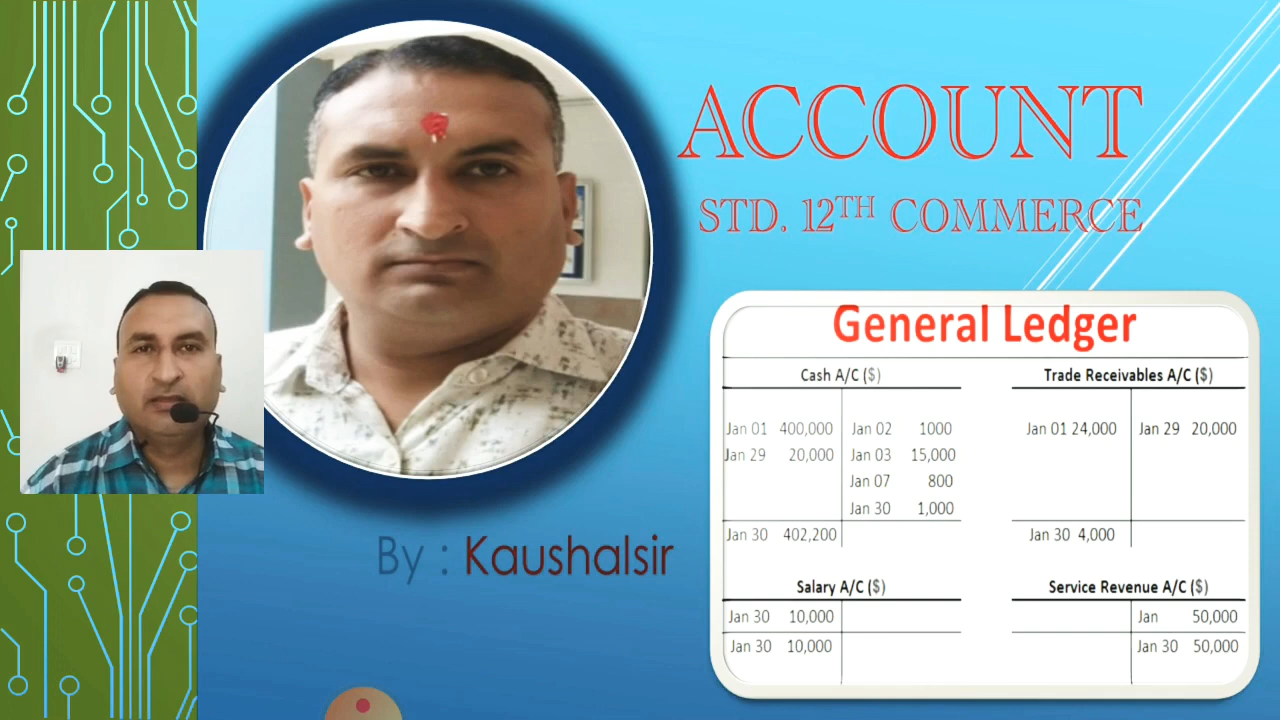 ACCOUNT
STD. 12TH COMMERCE
General Ledger
Cash A/C ($)
Jan 01 400,000 Jan 02 1000
Jan 29 20,000 Jan 03 15,000
Jan 07 800
Jan 30 1,000
Jan 30 402,200
Trade Receivables A/C ($)
Jan 01 24,000 Jan 29 20,000
Jan 30 4,000
Salary A/C ($)
Jan 30 10,000
Jan 30 10,000
Service Revenue A/C ($)
Jan 50,000
Jan 30 50,000
By : Kaushalsir